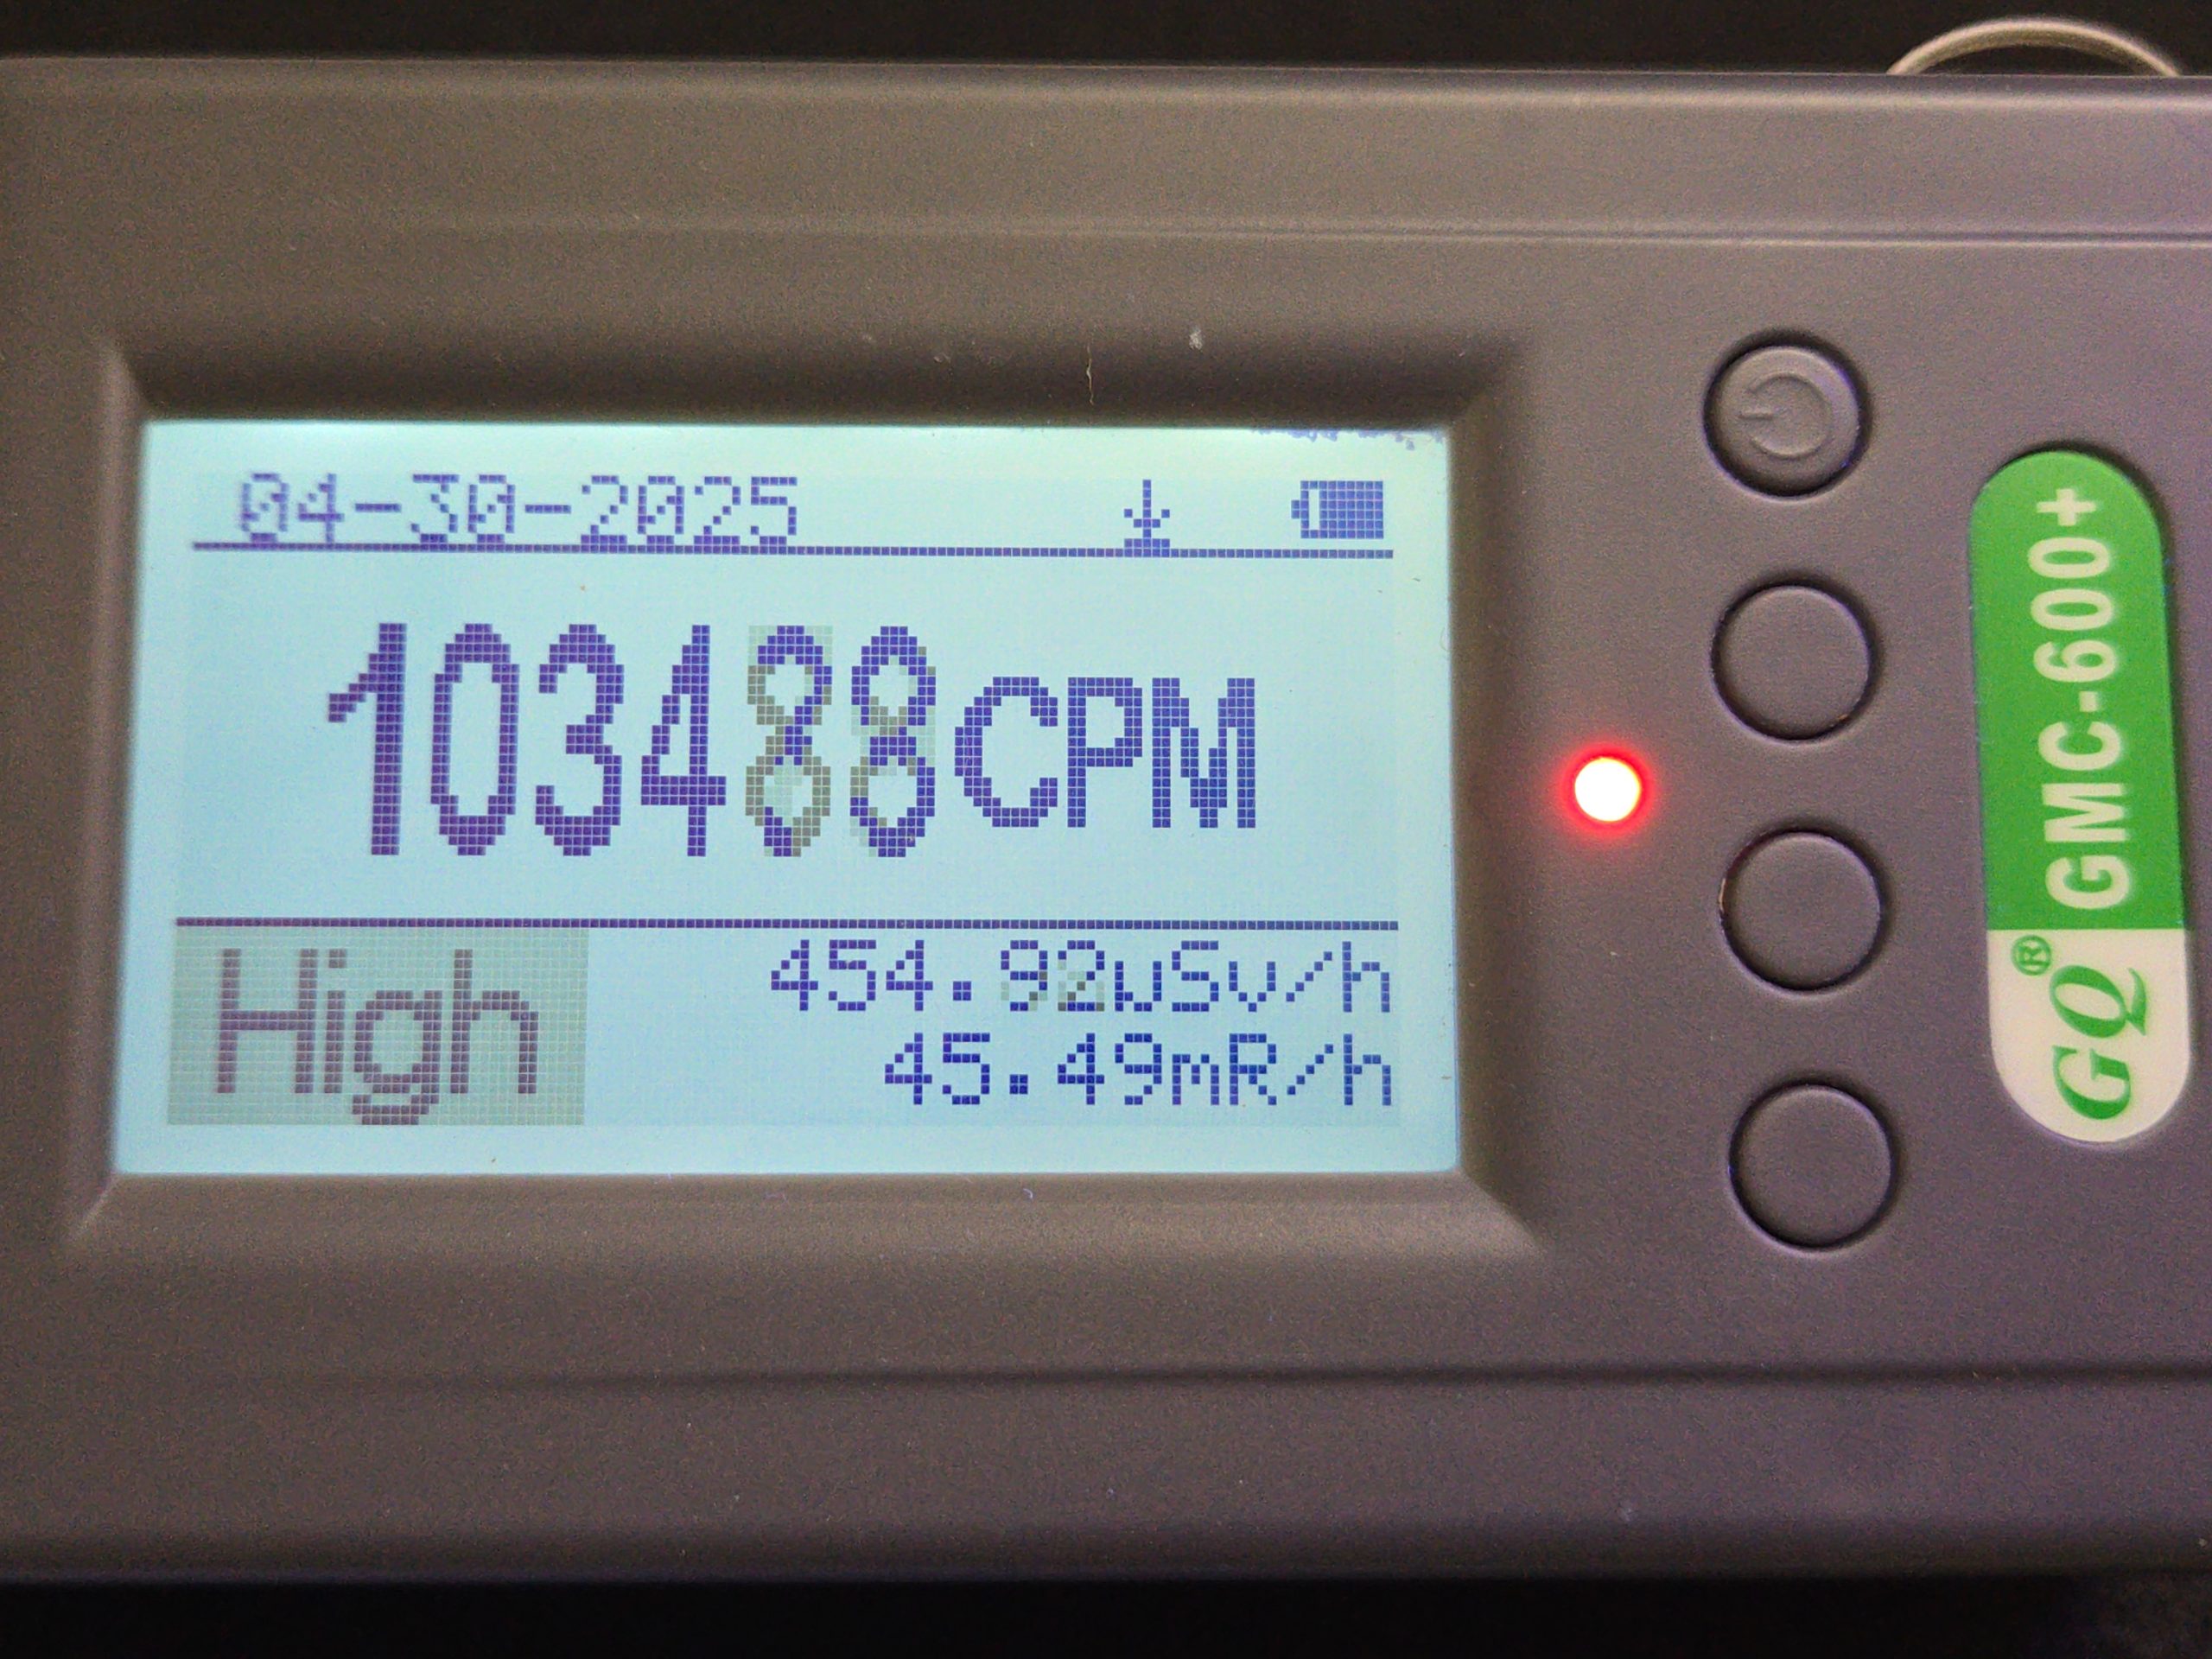 04-30-2025
103488CPM
High
454.92uSv/h
45.49mR/h
GQ® GMC-600+